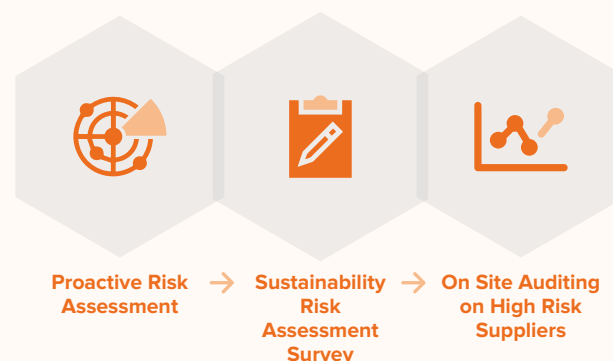 Proactive Risk
Assessment
Sustainability
Risk
Assessment
Survey
On Site Auditing
on High Risk
Suppliers